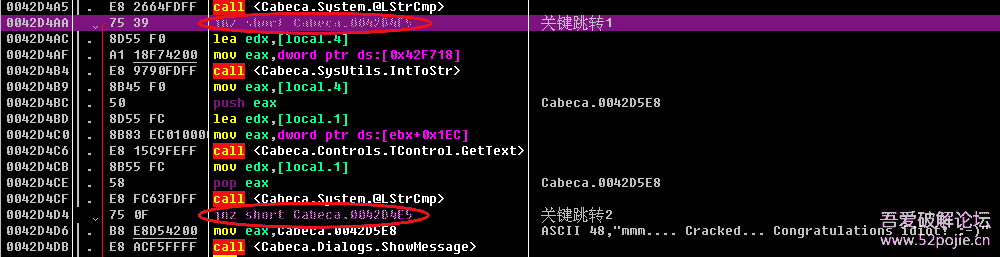 0042D4A5 . E8 2664FDFF call <Cabeca.System.@LStrCmp>
0042D4AA . 75 39 jnz short Cabeca.0042D4E5 关键跳转1
0042D4AC . 8D55 F0 lea edx,[local.4]
0042D4AF . A1 18F74200 mov eax,dword ptr ds:[0x42F718]
0042D4B4 . E8 9790FDFF call <Cabeca.SysUtils.IntToStr>
0042D4B9 . 8B45 F0 mov eax,[local.4]
0042D4BC . 50 push eax Cabeca.0042D5E8
0042D4BD . 8D55 FC lea edx,[local.1]
0042D4C0 . 8B83 EC01000 mov eax,dword ptr ds:[ebx+0x1EC]
0042D4C6 . E8 15C9FEFF call <Cabeca.Controls.TControl.GetText>
0042D4CB . 8B55 FC mov edx,[local.1]
0042D4CE . 58 pop eax Cabeca.0042D5E8
0042D4CF . E8 FC63FDFF call <Cabeca.System.@LStrCmp>
0042D4D4 . 75 0F jnz short Cabeca.0042D4E5 关键跳转2
0042D4D6 . B8 E8D54200 mov eax,Cabeca.0042D5E8 ASCII 48,"mmm.... Cracked... Congratulations idiot! :-)"
0042D4DB . E8 ACF5FFFF call <Cabeca.Dialogs.ShowMessage>
吾爱破解论坛
www.52pojie.cn